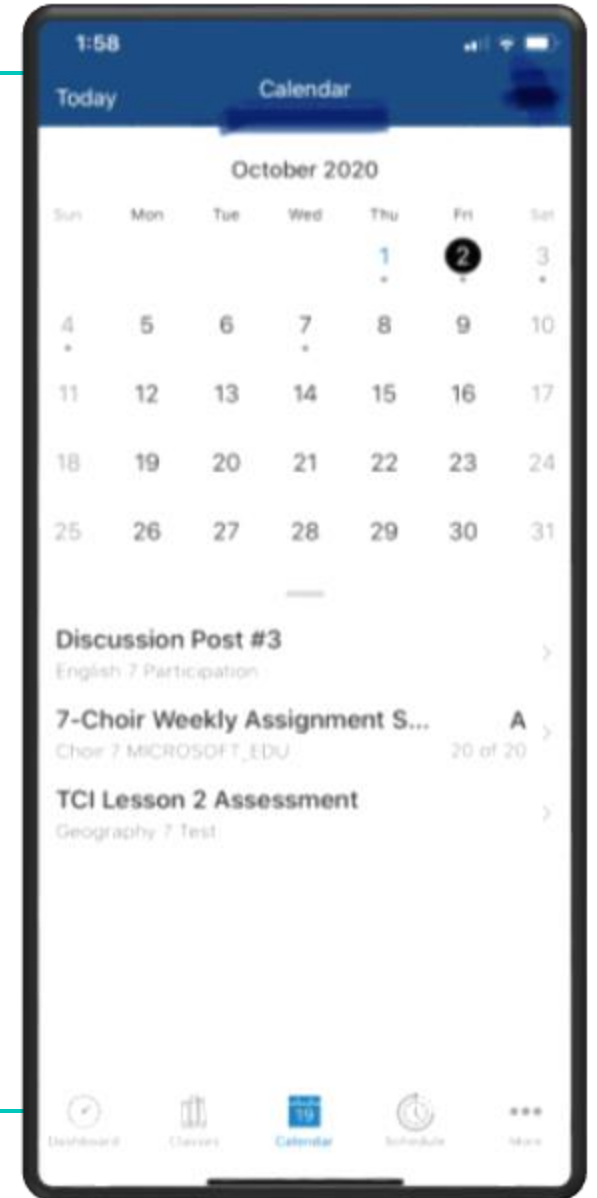 1:58
Today Calendar
October 2020
Sun Mon Tue Wed Thu Fri Sat
1 2 3
4 5 6 7 8 9 10
11 12 13 14 15 16 17
18 19 20 21 22 23 24
25 26 27 28 29 30 31
Discussion Post #3
English 7 Participation
7-Choir Weekly Assignment S... A
Choir 7 MICROSOFT_EDU 20 of 20
TCI Lesson 2 Assessment
Geography 7 Test
19
Dashboard Classes Calendar Schedule More